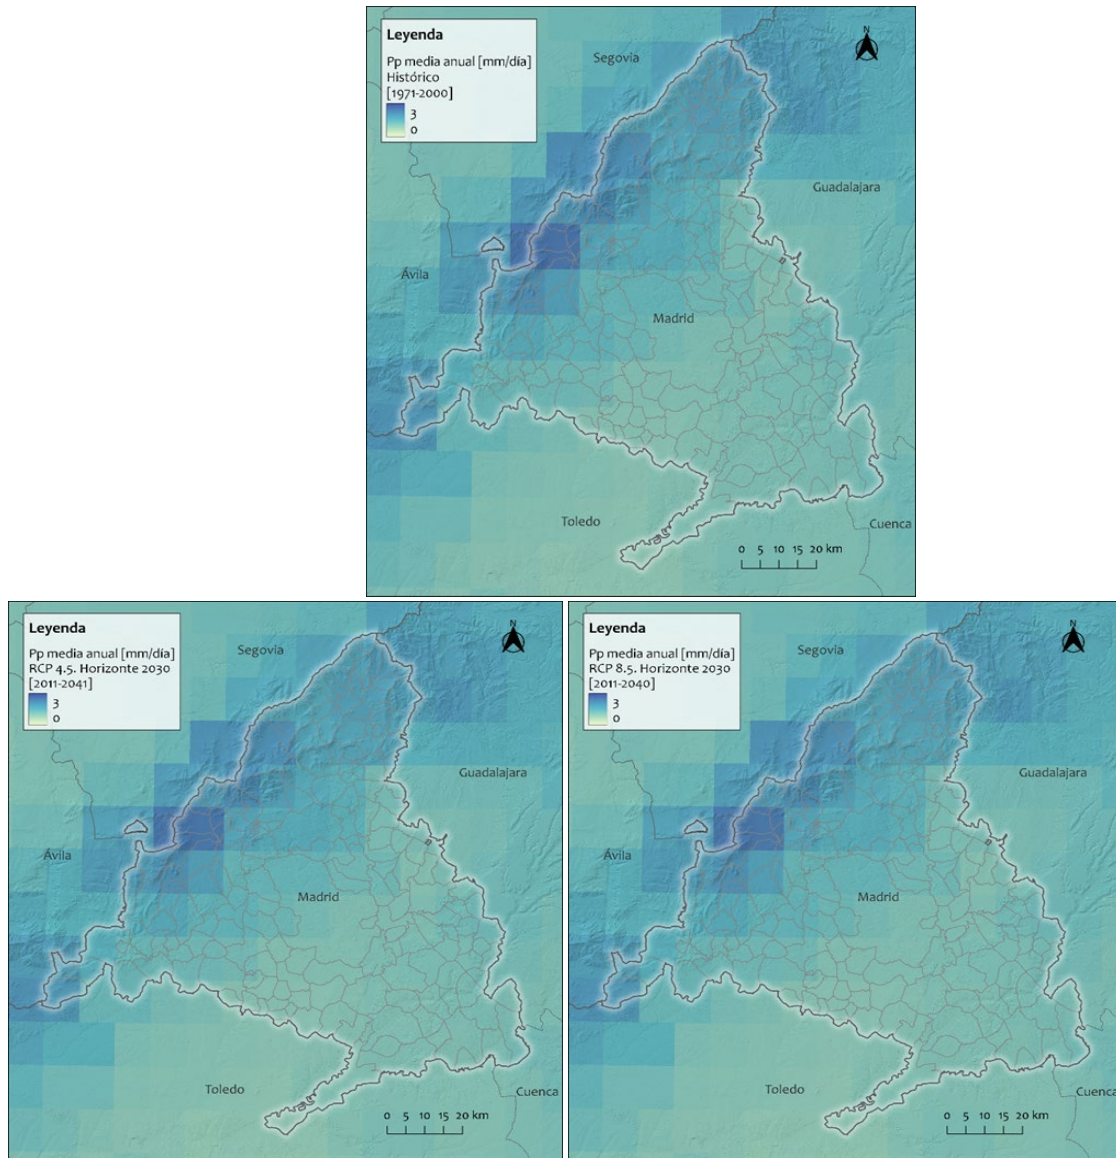 Leyenda
Pp media anual [mm/día]
Histórico
[1971-2000]
3
0
N
Segovia
Guadalajara
Ávila
Madrid
Toledo
Cuenca
0 5 10 15 20 km
Leyenda
Pp media anual [mm/día]
RCP 4.5. Horizonte 2030
[2011-2041]
3
0
N
Segovia
Guadalajara
Ávila
Madrid
Toledo
Cuenca
0 5 10 15 20 km
Leyenda
Pp media anual [mm/día]
RCP 8.5. Horizonte 2030
[2011-2040]
3
0
N
Segovia
Guadalajara
Ávila
Madrid
Toledo
Cuenca
0 5 10 15 20 km